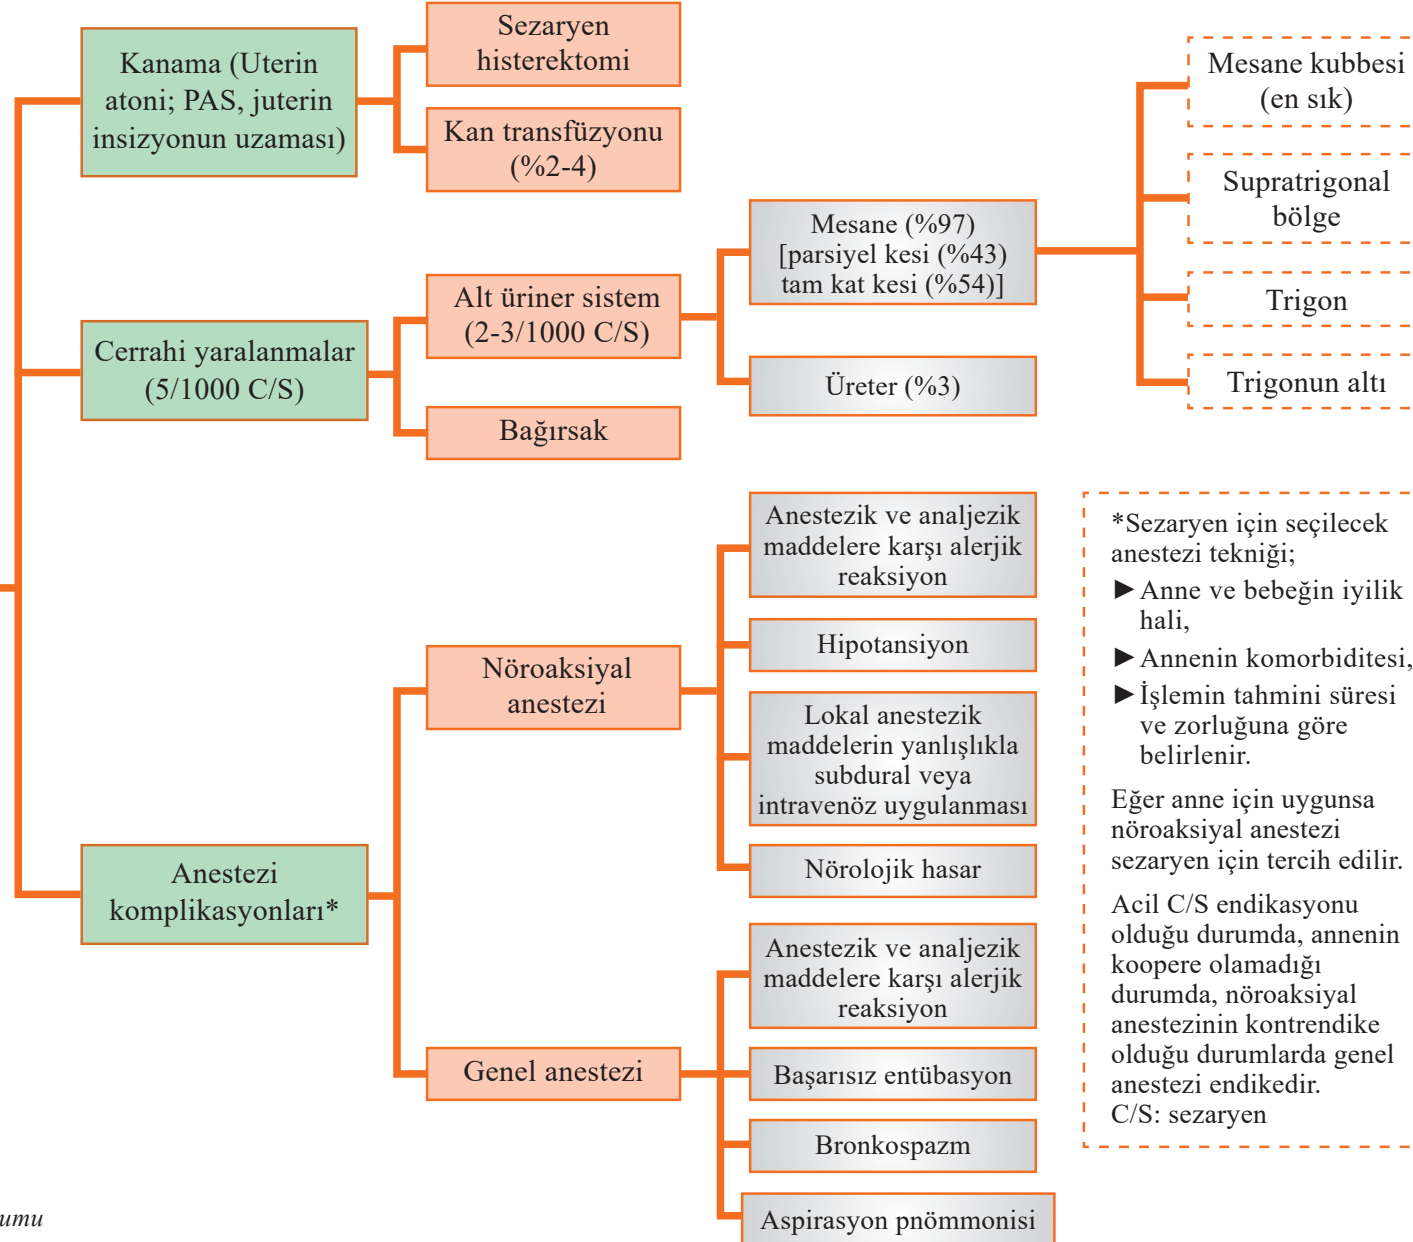 Kanama (Uterin
atoni; PAS, juterin
insizyonun uzaması)
Sezaryen
histerektomi
Kan transfüzyonu
(%2-4)
Cerrahi yaralanmalar
(5/1000 C/S)
Alt üriner sistem
(2-3/1000 C/S)
Bağırsak
Mesane (%97)
[parsiyel kesi (%43)
tam kat kesi (%54)]
Üreter (%3)
Mesane kubbesi
(en sık)
Supratrigonal
bölge
Trigon
Trigonun altı
Anestezi
komplikasyonları*
Nöroaksiyal
anestezi
Anestezik ve analjezik
maddelere karşı alerjik
reaksiyon
Hipotansiyon
Lokal anestezik
maddelerin yanlışlıkla
subdural veya
intravenöz uygulanması
Nörolojik hasar
Genel anestezi
Anestezik ve analjezik
maddelere karşı alerjik
reaksiyon
Başarısız entübasyon
Bronkospazm
Aspirasyon pnömmonisi
*Sezaryen için seçilecek
anestezi tekniği;
► Anne ve bebeğin iyilik
hali,
► Annenin komorbiditesi,
► İşlemin tahmini süresi
ve zorluğuna göre
belirlenir.
Eğer anne için uygunsa
nöroaksiyal anestezi
sezaryen için tercih edilir.
Acil C/S endikasyonu
olduğu durumda, annenin
koopere olamadığı
durumda, nöroaksiyal
anestezinin kontrendike
olduğu durumlarda genel
anestezi endikedir.
C/S: sezaryen
umu